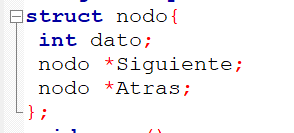 struct nodo{
int dato;
nodo *Siguiente;
nodo *Atras;
};